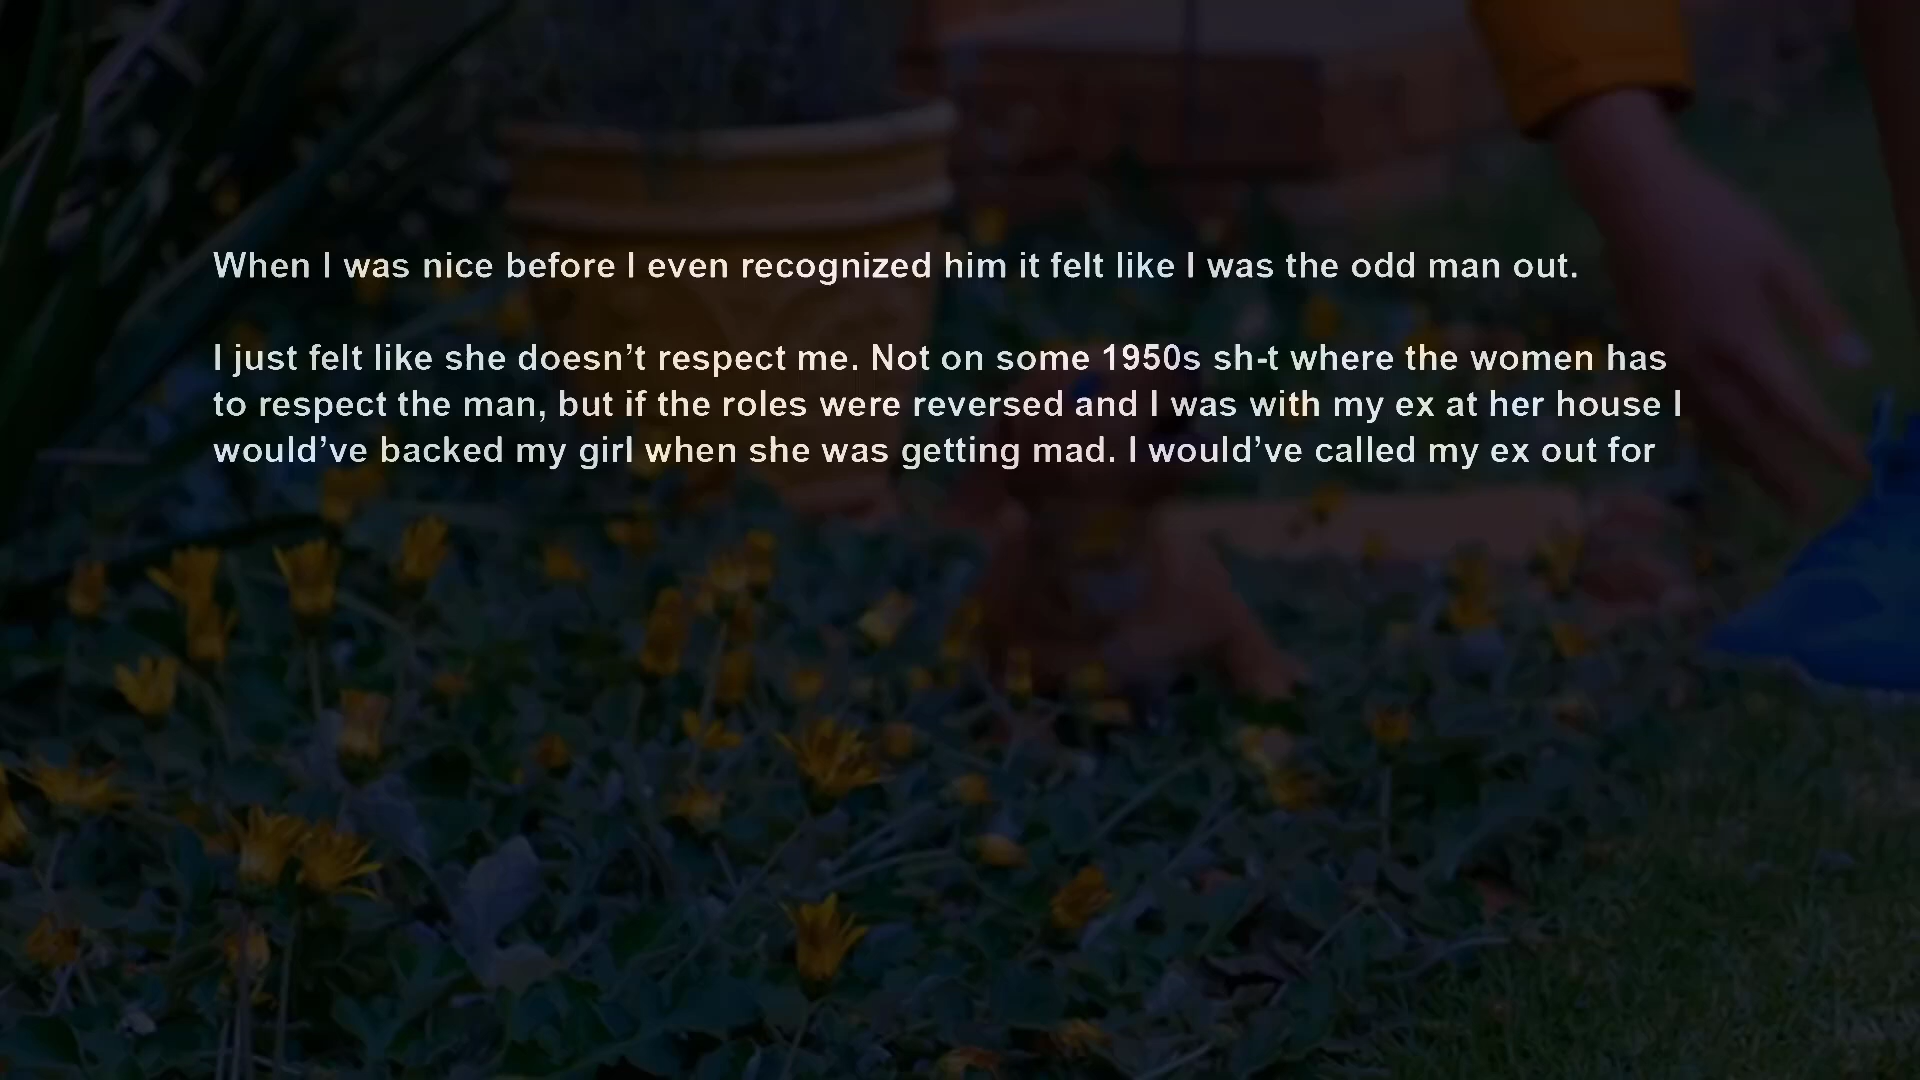 When I was nice before I even recognized him it felt like I was the odd man out.
I just felt like she doesn’t respect me. Not on some 1950s sh-t where the women has
to respect the man, but if the roles were reversed and I was with my ex at her house I
would’ve backed my girl when she was getting mad. I would’ve called my ex out for